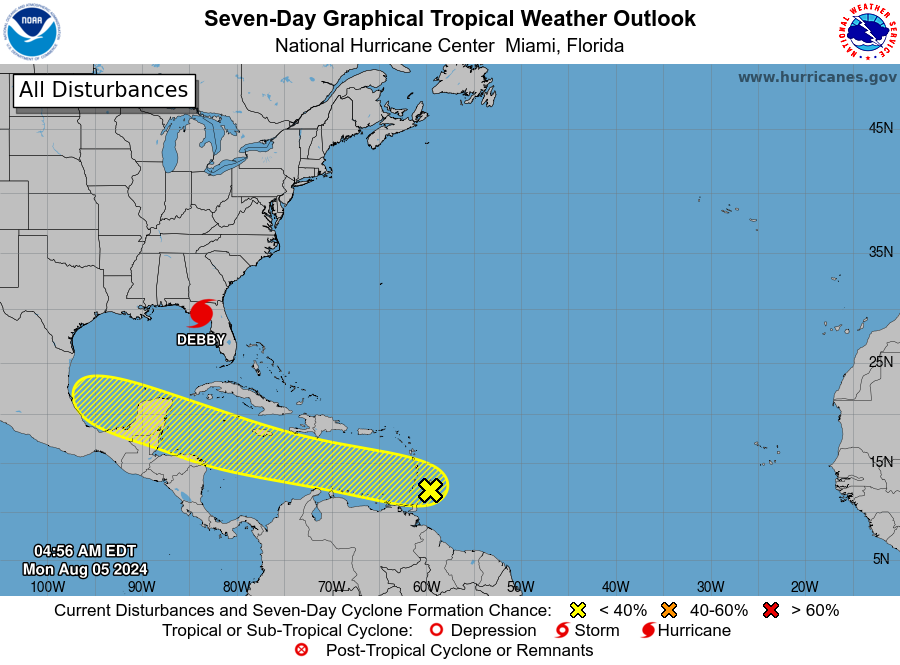 Seven-Day Graphical Tropical Weather Outlook
National Hurricane Center Miami, Florida
NOAA
NATIONAL WEATHER SERVICE
All Disturbances
www.hurricanes.gov
45N
35N
DEBBY
25N
15N
04:56 AM EDT
Mon Aug 05 2024
5N
100W 90W 80W 70W 60W 50W 40W 30W 20W
Current Disturbances and Seven-Day Cyclone Formation Chance: < 40% 40-60% > 60%
Tropical or Sub-Tropical Cyclone: Depression Storm Hurricane
Post-Tropical Cyclone or Remnants